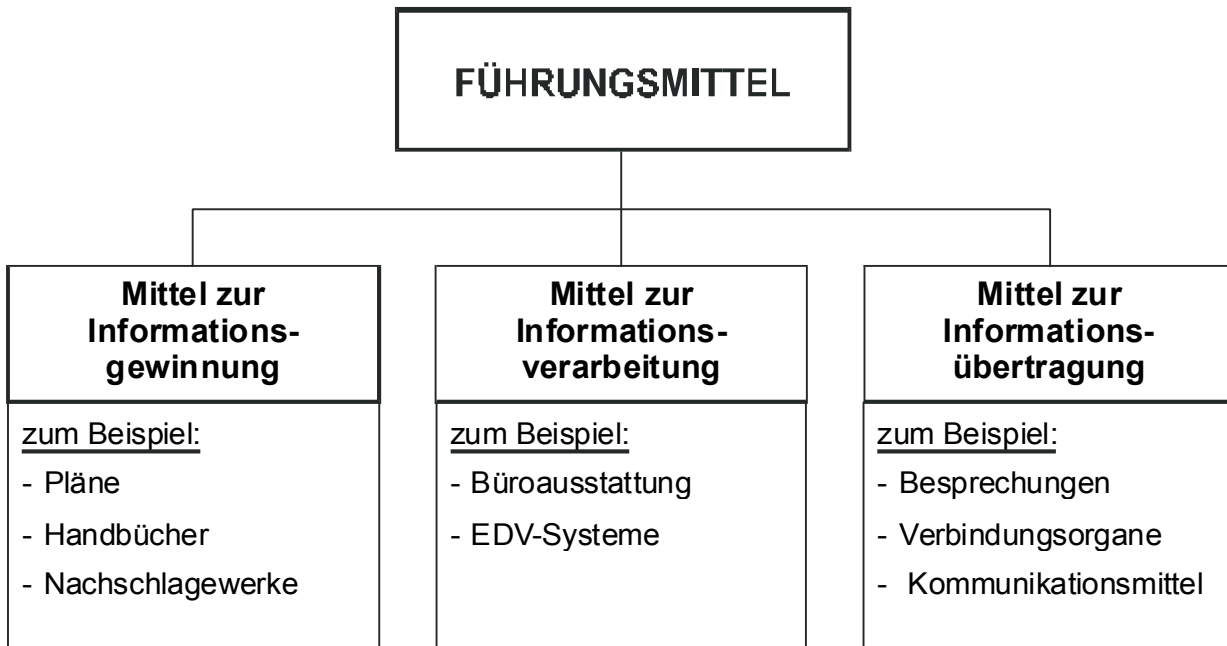 FÜHRUNGSMITTEL
Mittel zur
Informations-
gewinnung
zum Beispiel:
- Pläne
- Handbücher
- Nachschlagewerke
Mittel zur
Informations-
verarbeitung
zum Beispiel:
- Büroausstattung
- EDV-Systeme
Mittel zur
Informations-
übertragung
zum Beispiel:
- Besprechungen
- Verbindungsorgane
- Kommunikationsmittel